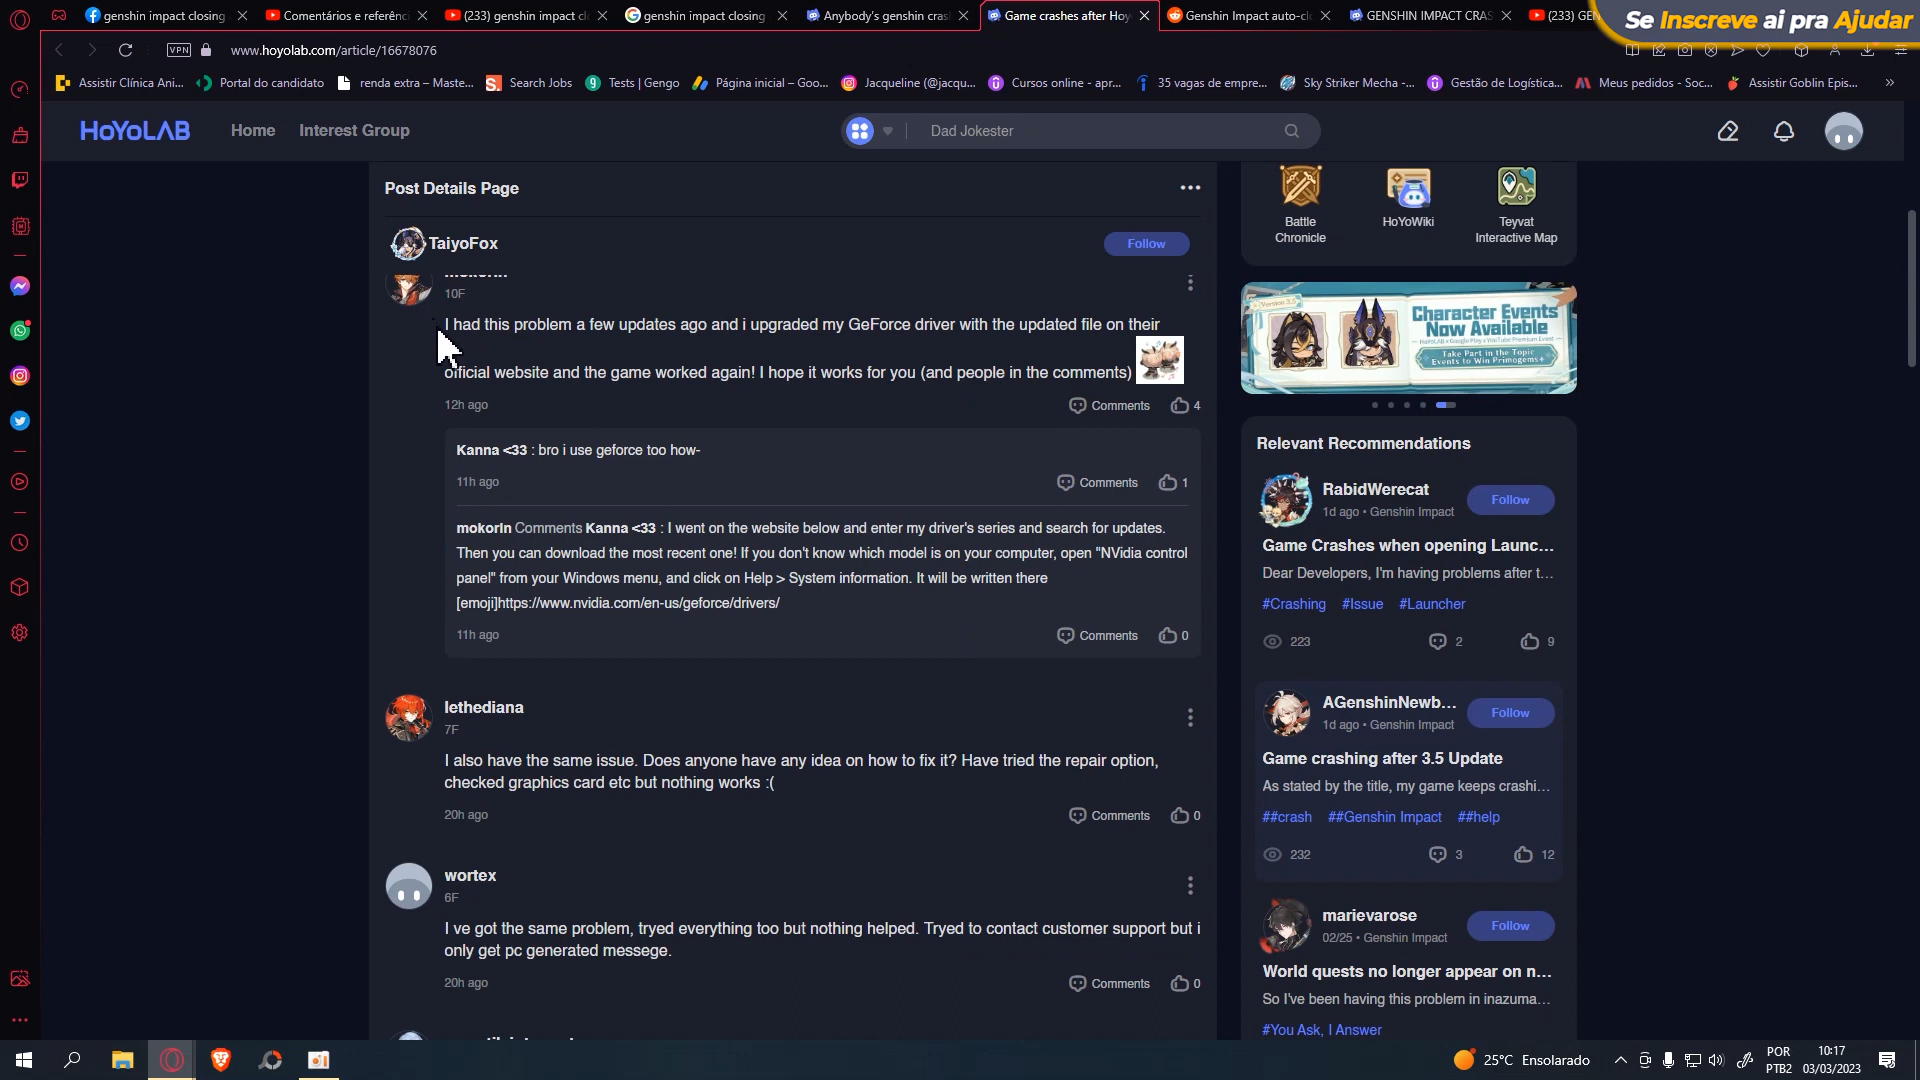 genshin impact closing
Comentários e referênc
(233) genshin impact cl
genshin impact closing
Anybody's genshin cras
Game crashes after Hoy
Genshin Impact auto-cl
GENSHIN IMPACT CRAS
(233) GEN
Se Inscreve ai pra Ajudar
VPN
www.hoyolab.com/article/16678076
Assistir Clínica Ani...
Portal do candidato
renda extra – Maste...
Search Jobs
Tests | Gengo
Página inicial – Goo...
Jacqueline (@jacqu...
Cursos online - apr...
35 vagas de empre...
Sky Striker Mecha -...
Gestão de Logística...
Meus pedidos - Soc...
Assistir Goblin Epis...
HoYoLAB
Home
Interest Group
Dad Jokester
Post Details Page
TaiyoFox
Follow
mokorin
10F
I had this problem a few updates ago and i upgraded my GeForce driver with the updated file on their
official website and the game worked again! I hope it works for you (and people in the comments)
12h ago
Comments
4
Kanna <33 : bro i use geforce too how-
11h ago
Comments
1
mokorin Comments Kanna <33 : I went on the website below and enter my driver's series and search for updates.
Then you can download the most recent one! If you don't know which model is on your computer, open "NVidia control
panel" from your Windows menu, and click on Help > System information. It will be written there
[emoji]https://www.nvidia.com/en-us/geforce/drivers/
11h ago
Comments
0
lethediana
7F
I also have the same issue. Does anyone have any idea on how to fix it? Have tried the repair option,
checked graphics card etc but nothing works :(
20h ago
Comments
0
wortex
6F
I ve got the same problem, tryed everything too but nothing helped. Tryed to contact customer support but i
only get pc generated messege.
20h ago
Comments
0
Battle
Chronicle
HoYoWiki
Teyvat
Interactive Map
Version 3.5
Character Events
Now Available
HoYoLAB x Google Play x YouTube Premium Event
Take Part in the Topic
Events to Win Primogems+
Relevant Recommendations
RabidWerecat
1d ago • Genshin Impact
Follow
Game Crashes when opening Launc...
Dear Developers, I'm having problems after t...
#Crashing #Issue #Launcher
223
2
9
AGenshinNewb...
1d ago • Genshin Impact
Follow
Game crashing after 3.5 Update
As stated by the title, my game keeps crashi...
##crash ##Genshin Impact ##help
232
3
12
marievarose
02/25 • Genshin Impact
Follow
World quests no longer appear on n...
So I've been having this problem in inazuma...
#You Ask, I Answer
25°C Ensolarado
POR
PTB2
10:17
03/03/2023